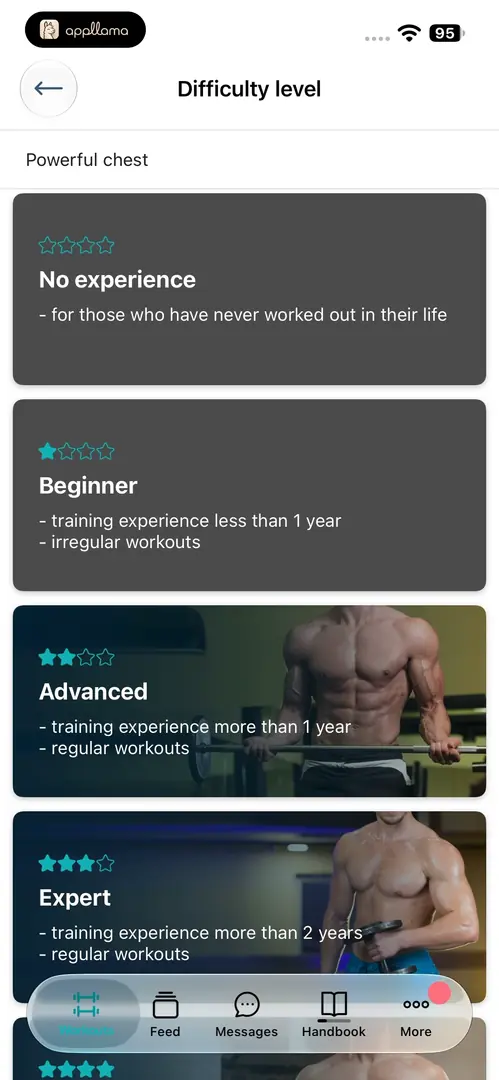 appllama
95
Difficulty level
Powerful chest
No experience
- for those who have never worked out in their life
Beginner
- training experience less than 1 year
- irregular workouts
Advanced
- training experience more than 1 year
- regular workouts
Expert
- training experience more than 2 years
- regular workouts
Feed
Messages
Handbook
More